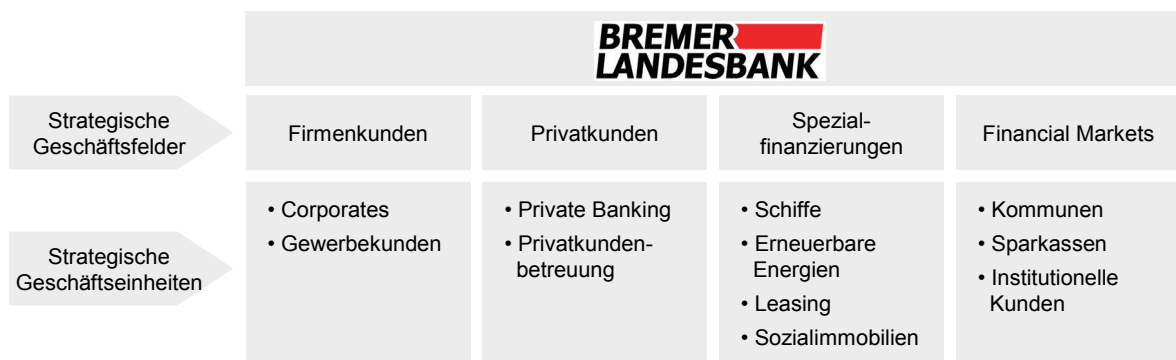 BREMER
LANDESBANK
Strategische
Geschäftsfelder
Firmenkunden
Privatkunden
Spezial-
finanzierungen
Financial Markets
Strategische
Geschäftseinheiten
• Corporates
• Gewerbekunden
• Private Banking
• Privatkunden-
betreuung
• Schiffe
• Erneuerbare
Energien
• Leasing
• Sozialimmobilien
• Kommunen
• Sparkassen
• Institutionelle
Kunden